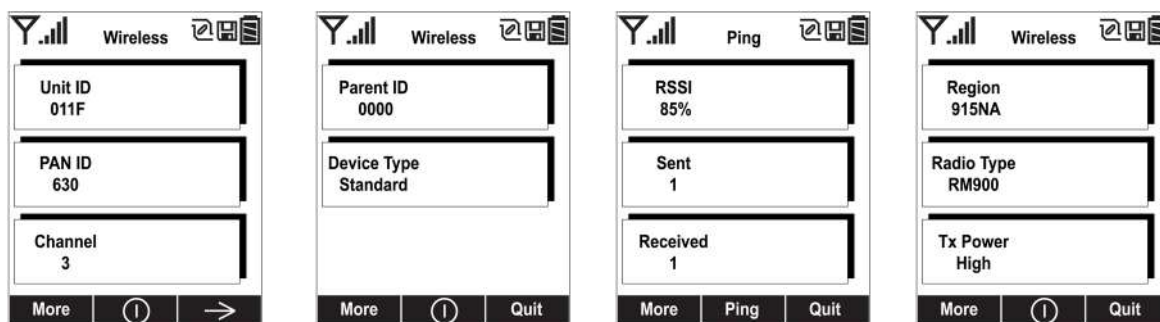 Wireless
Unit ID
011F
PAN ID
630
Channel
3
More
Wireless
Parent ID
0000
Device Type
Standard
More
Quit
Ping
RSSI
85%
Sent
1
Received
1
More
Ping
Quit
Wireless
Region
915NA
Radio Type
RM900
Tx Power
High
More
Quit